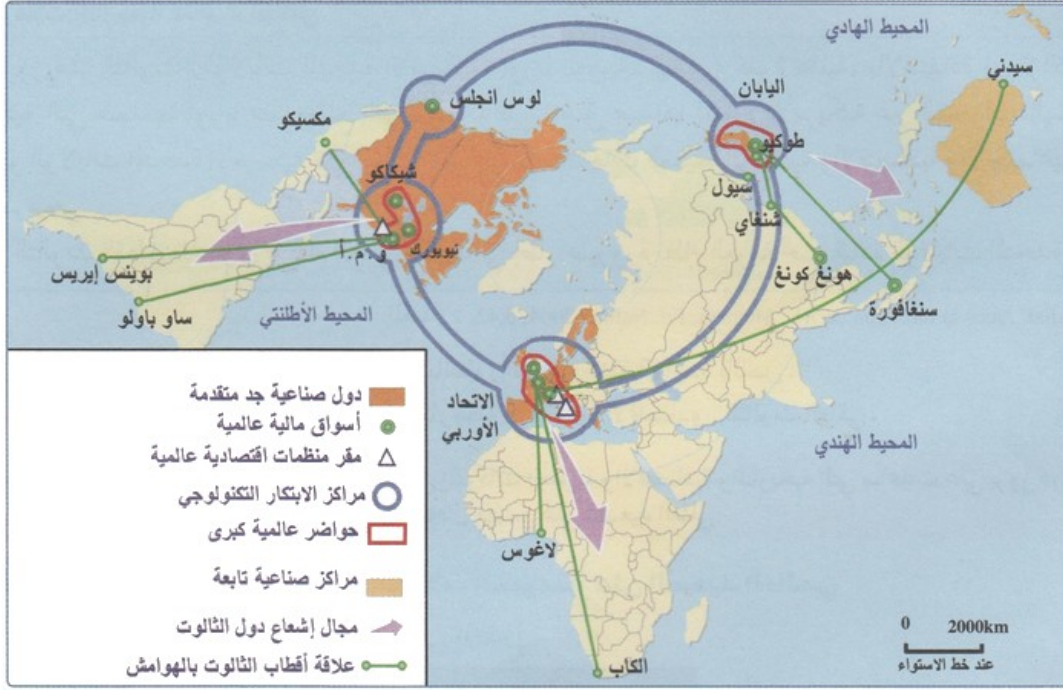 المحيط الهادي
سيدني
اليابان
لوس انجلس
مكسيكو
طوكيو
شيكاكو
سيول
شنغاي
نيويورك
و.م.أ
بوينس إيريس
هونغ كونغ
سنغافورة
ساو باولو
المحيط الأطلنتي
الاتحاد
الأوربي
المحيط الهندي
لاغوس
الكاب
دول صناعية جد متقدمة
أسواق مالية عالمية
مقر منظمات اقتصادية عالمية
مراكز الابتكار التكنولوجي
حواضر عالمية كبرى
مراكز صناعية تابعة
مجال إشعاع دول الثالوت
علاقة أقطاب الثالوت بالهوامش
0 2000km
عند خط الاستواء